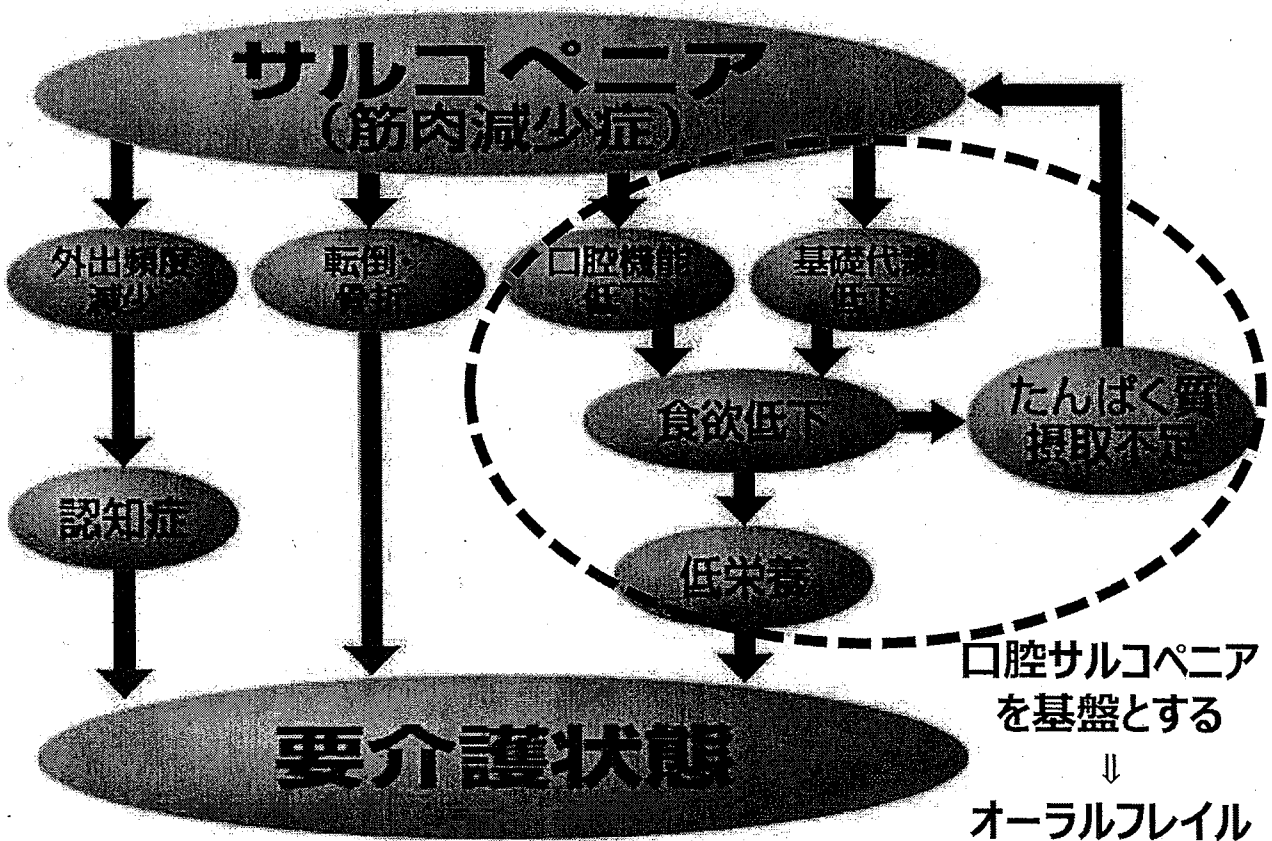 サルコペニア
（筋肉減少症）
外出頻度
減少
転倒・
骨折
口腔機能
低下
基礎代謝
低下
食欲低下
たんぱく質
摂取不足
認知症
低栄養
要介護状態
口腔サルコペニア
を基盤とする
⇓
オーラルフレイル